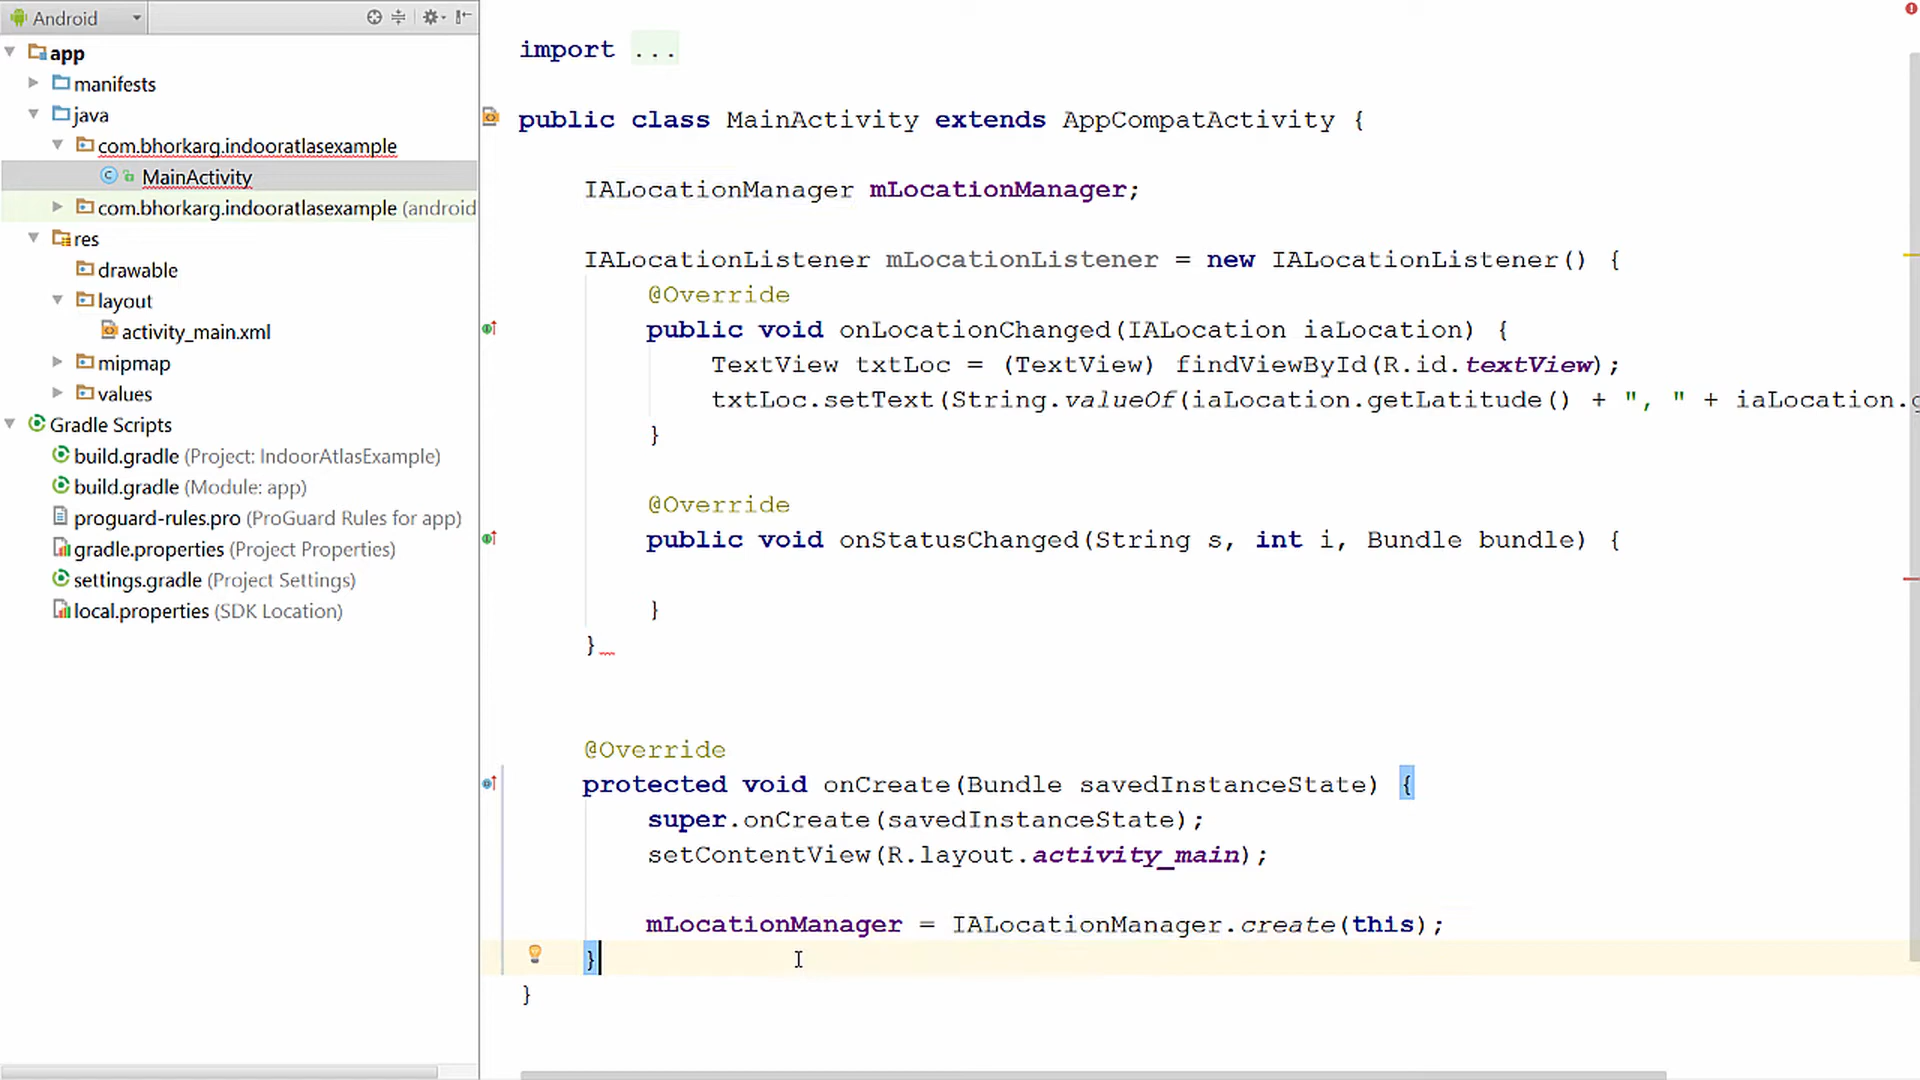 Android
app
manifests
java
com.bhorkarg.indooratlasexample
MainActivity
com.bhorkarg.indooratlasexample (android
res
drawable
layout
activity_main.xml
mipmap
values
Gradle Scripts
build.gradle (Project: IndoorAtlasExample)
build.gradle (Module: app)
proguard-rules.pro (ProGuard Rules for app)
gradle.properties (Project Properties)
settings.gradle (Project Settings)
local.properties (SDK Location)
import ...
public class MainActivity extends AppCompatActivity {
IALocationManager mLocationManager;
IALocationListener mLocationListener = new IALocationListener() {
@Override
public void onLocationChanged(IALocation iaLocation) {
TextView txtLoc = (TextView) findViewById(R.id.textView);
txtLoc.setText(String.valueOf(iaLocation.getLatitude() + ", " + iaLocation.
}
@Override
public void onStatusChanged(String s, int i, Bundle bundle) {
}
}
@Override
protected void onCreate(Bundle savedInstanceState) {
super.onCreate(savedInstanceState);
setContentView(R.layout.activity_main);
mLocationManager = IALocationManager.create(this);
}
}